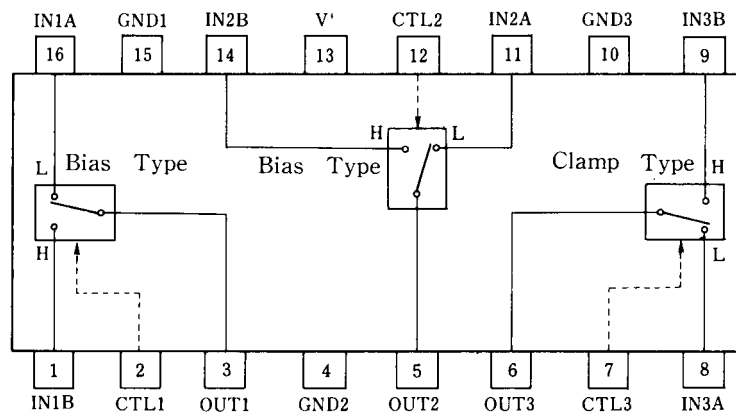 IN1A GND1 IN2B V' CTL2 IN2A GND3 IN3B
16 15 14 13 12 11 10 9
H L
L Bias Type Bias Type Clamp Type H
H L
1 2 3 4 5 6 7 8
IN1B CTL1 OUT1 GND2 OUT2 OUT3 CTL3 IN3A